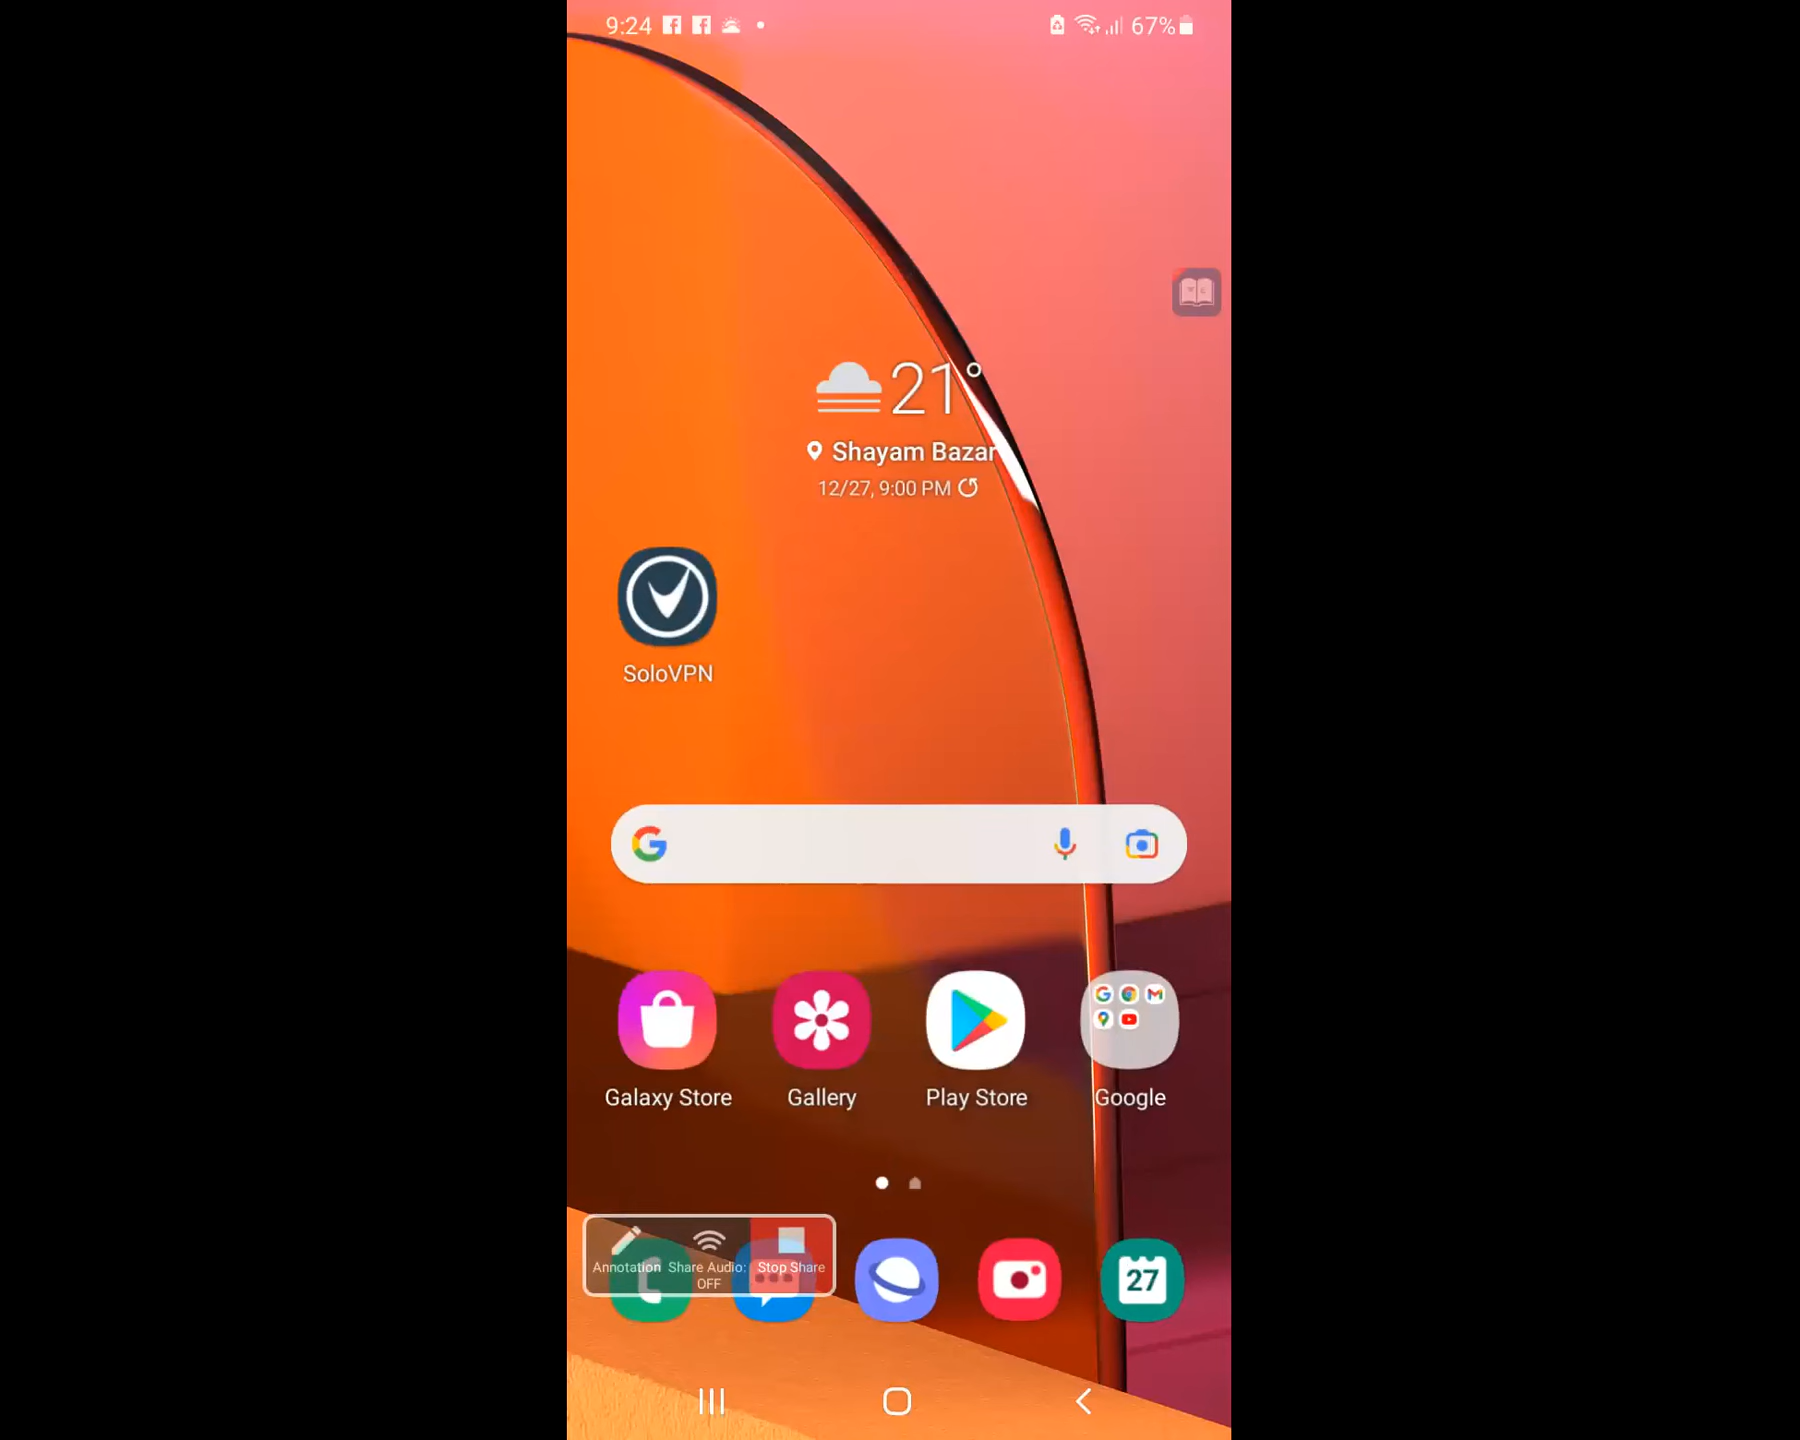 9:24
67%
21°
Shayam Bazar
12/27, 9:00 PM
SoloVPN
Galaxy Store
Gallery
Play Store
Google
Annotation
Share Audio:
OFF
Stop Share
27